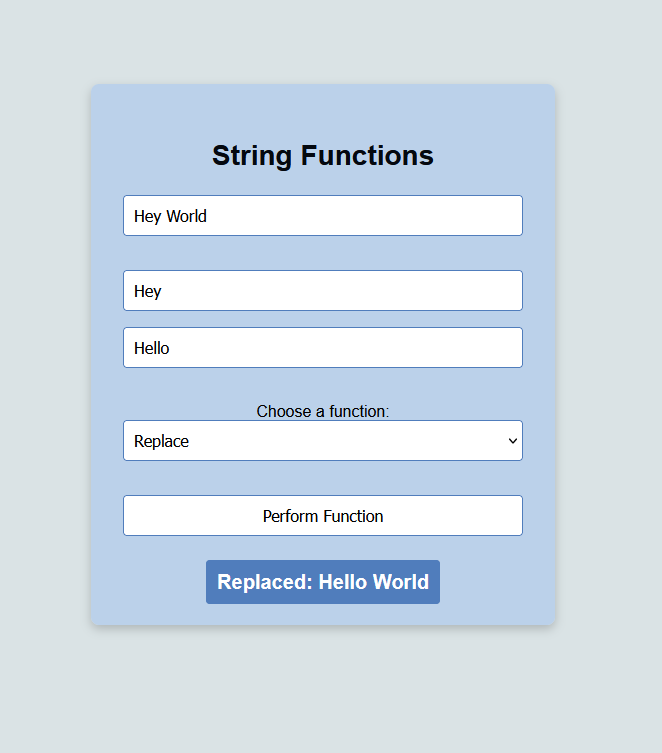 String Functions
Hey World
Hey
Hello
Choose a function:
Replace
Perform Function
Replaced: Hello World